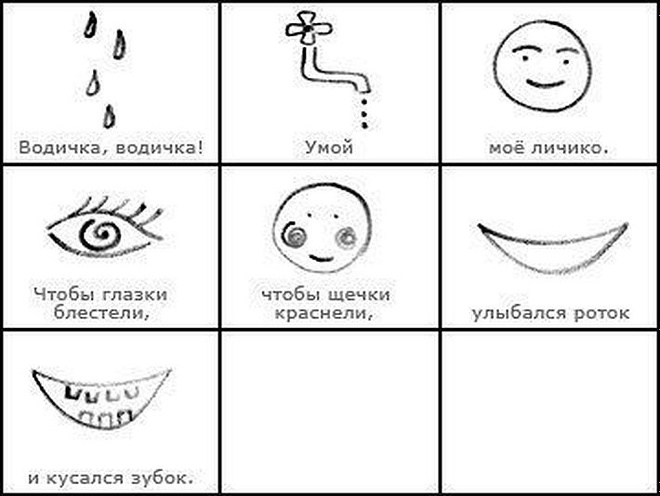 Водичка, водичка!
Умой
моё личико.
Чтобы глазки
блестели,
чтобы щечки
краснели,
улыбался роток
и кусался зубок.